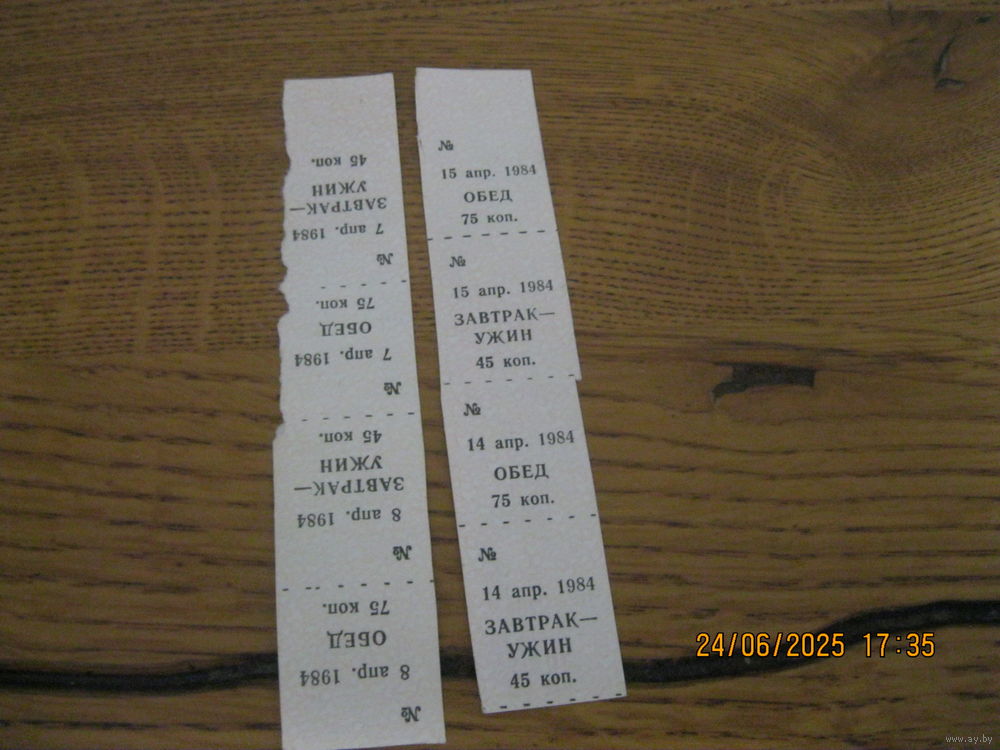 №
8 апр. 1984
ОБЕД
75 коп.
№
8 апр. 1984
ЗАВТРАК—
УЖИН
45 коп.
№
7 апр. 1984
ОБЕД
75 коп.
№
7 апр. 1984
ЗАВТРАК—
УЖИН
45 коп.
№
15 апр. 1984
ОБЕД
75 коп.
№
15 апр. 1984
ЗАВТРАК—
УЖИН
45 коп.
№
14 апр. 1984
ОБЕД
75 коп.
№
14 апр. 1984
ЗАВТРАК—
УЖИН
45 коп.
24/06/2025 17:35
www.ay.by